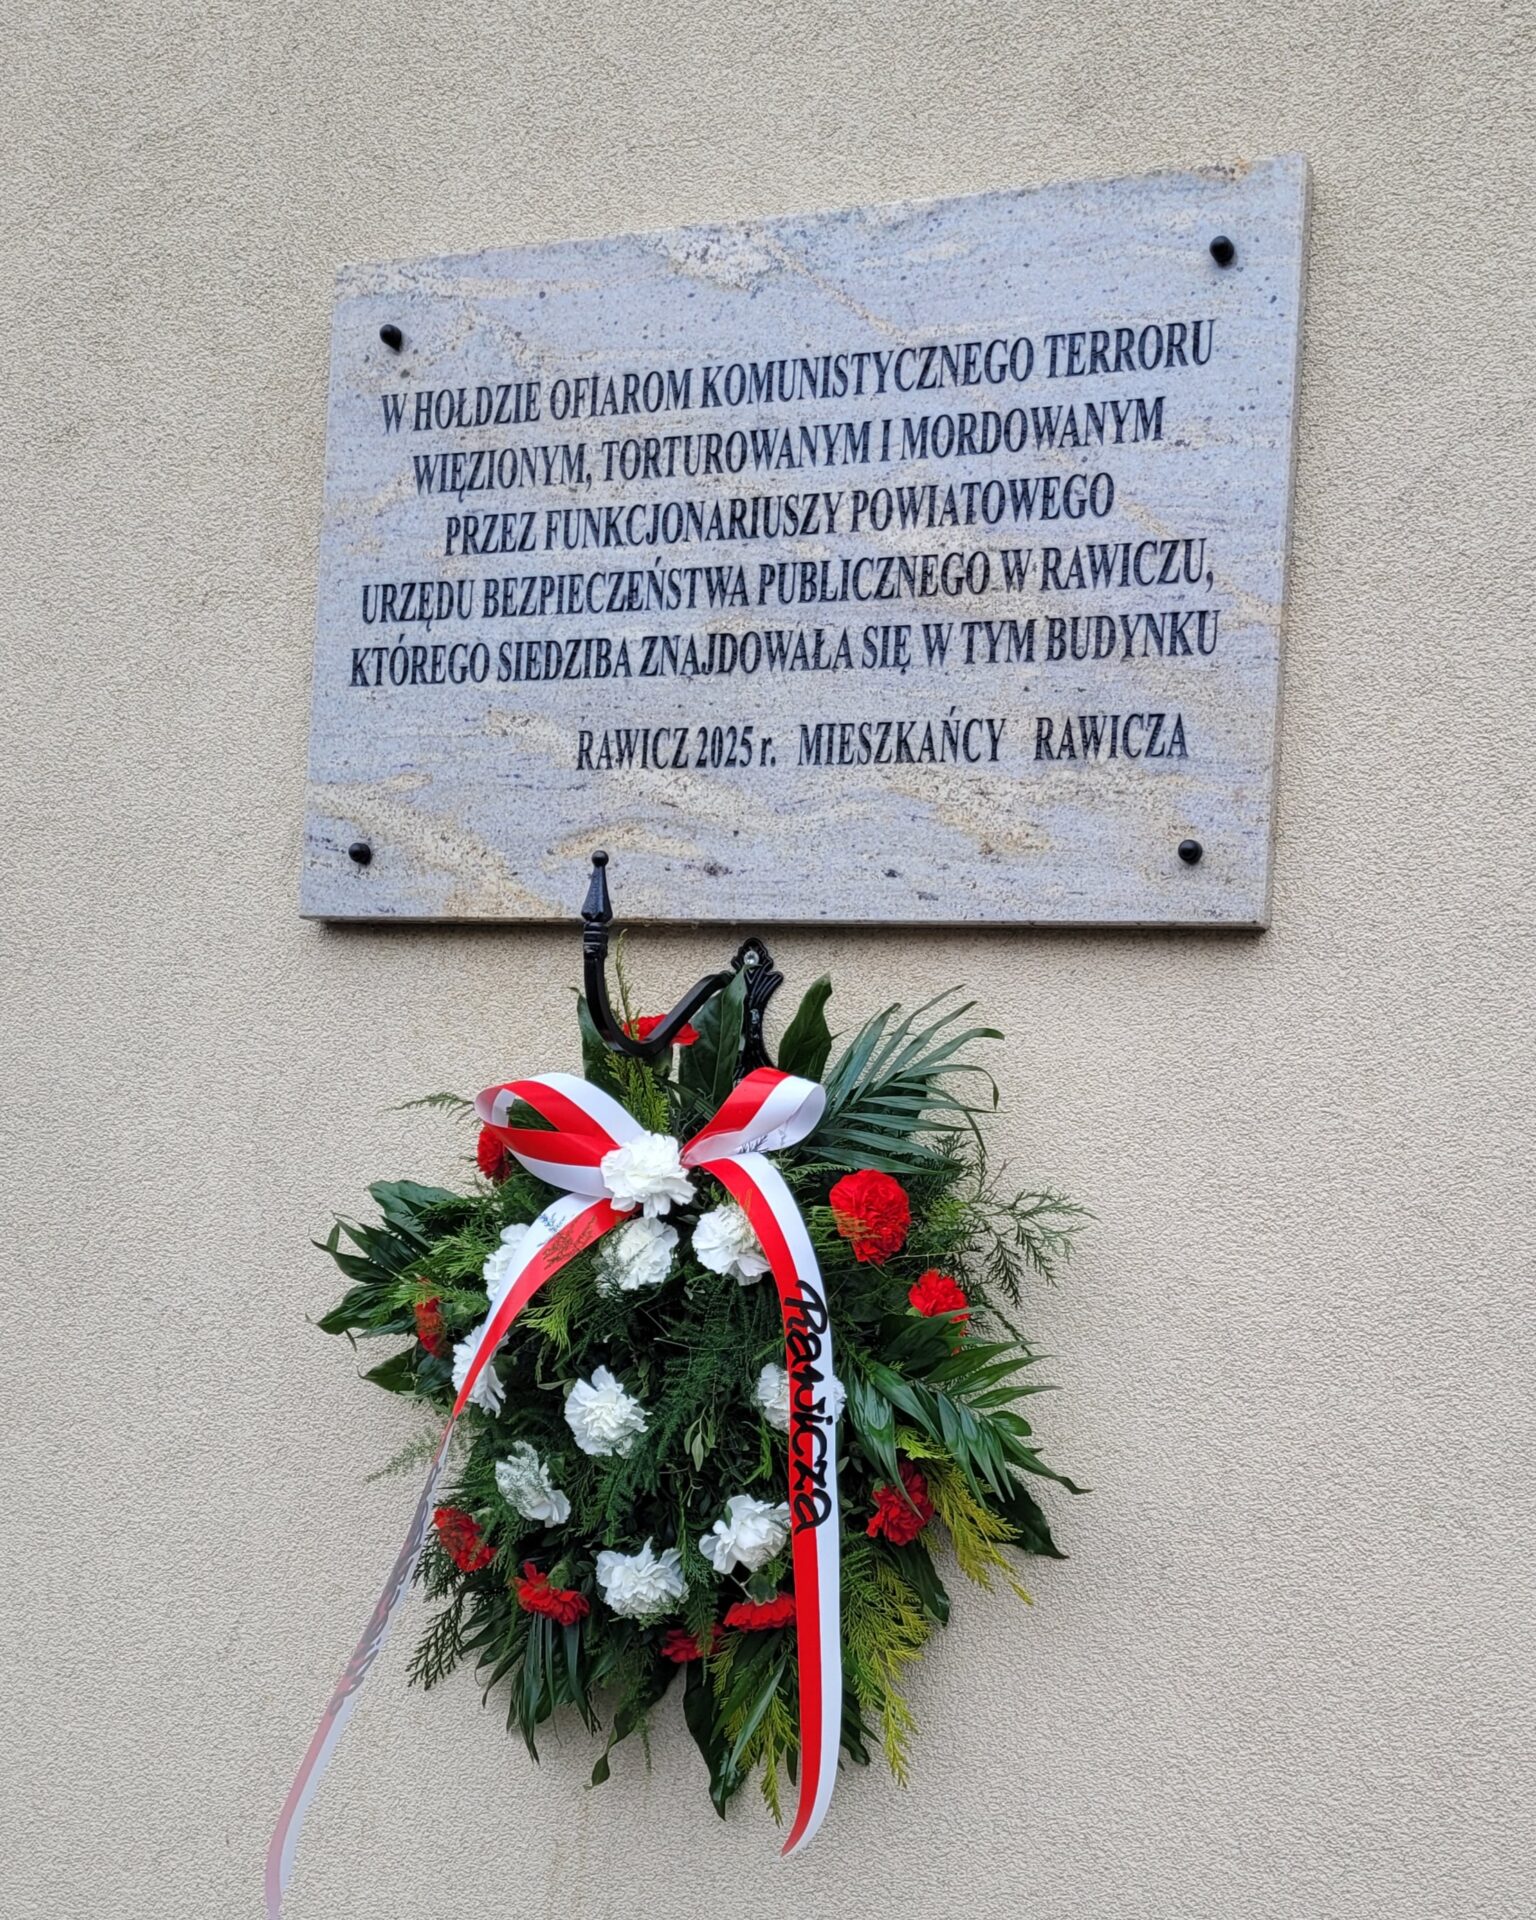 W HOŁDZIE OFIAROM KOMUNISTYCZNEGO TERRORU
WIĘZIONYM, TORTUROWANYM I MORDOWANYM
PRZEZ FUNKCJONARIUSZY POWIATOWEGO
URZĘDU BEZPIECZEŃSTWA PUBLICZNEGO W RAWICZU,
KTÓREGO SIEDZIBA ZNAJDOWAŁA SIĘ W TYM BUDYNKU
RAWICZ 2025 r. MIESZKAŃCY RAWICZA
Rawicza